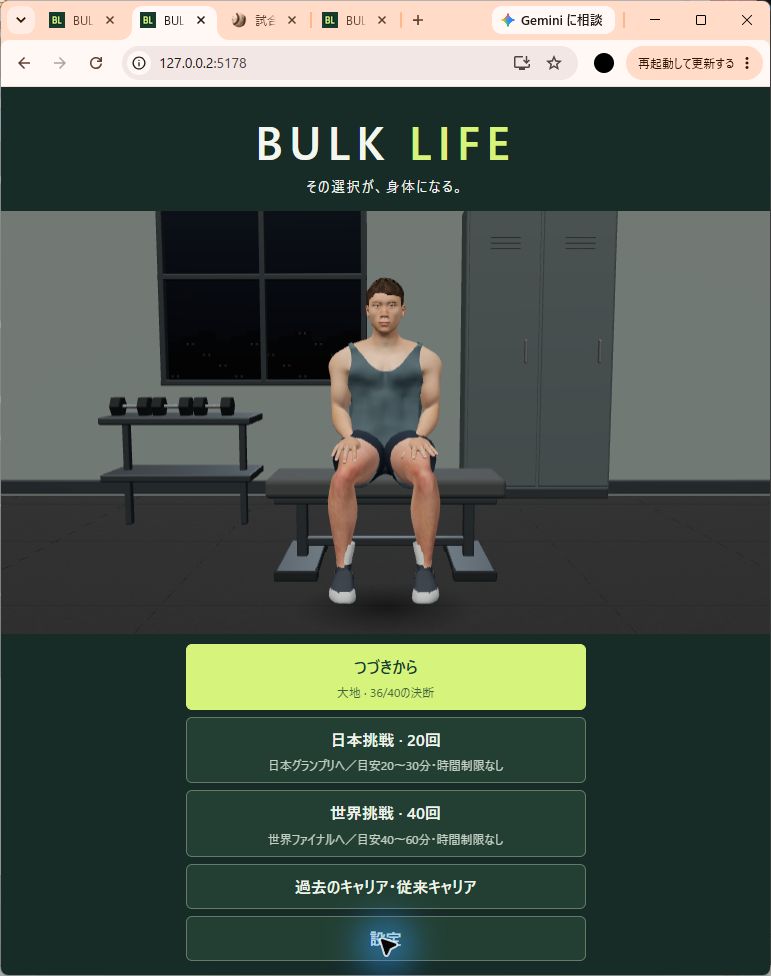 BL BUL
BL BUL
試合
BL BUL
Gemini に相談
127.0.0.2:5178
再起動して更新する
BULK LIFE
その選択が、身体になる。
つづきから
大地 · 36/40の決断
日本挑戦 · 20回
日本グランプリへ／目安20〜30分・時間制限なし
世界挑戦 · 40回
世界ファイナルへ／目安40〜60分・時間制限なし
過去のキャリア・従来キャリア
設定